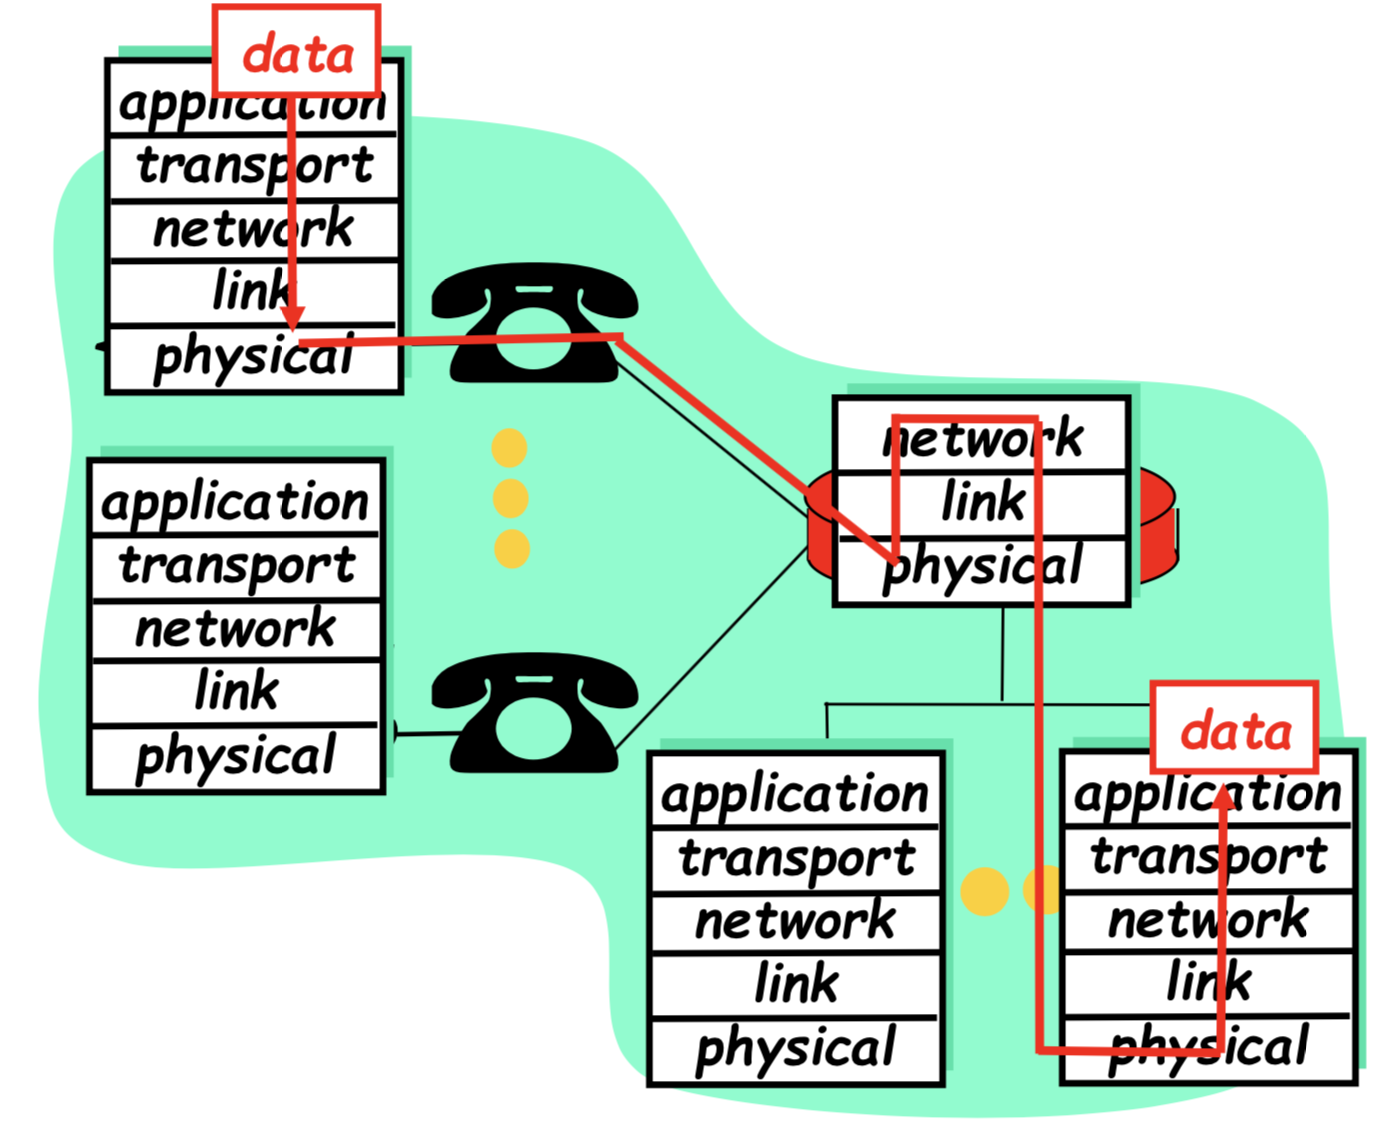 data
application
transport
network
link
physical
application
transport
network
link
physical
network
link
physical
application
transport
network
link
physical
data
application
transport
network
link
physical